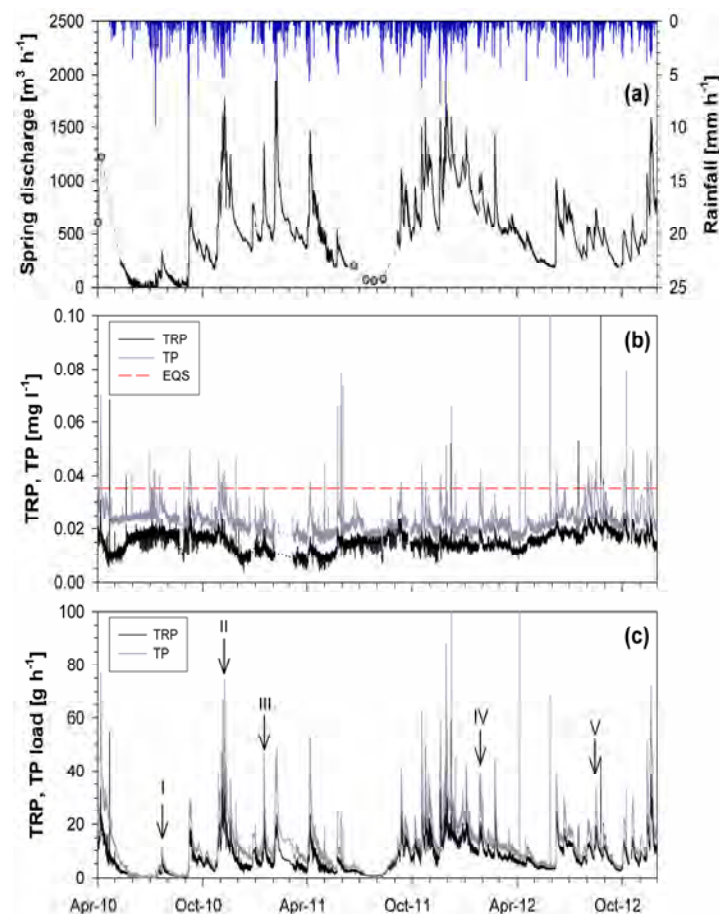 2500
2000
1500
1000
500
0
Spring discharge [m³ h⁻¹]
(a)
0
5
10
15
20
25
Rainfall [mm h⁻¹]
0.10
0.08
0.06
0.04
0.02
0.00
TRP, TP [mg l⁻¹]
TRP
TP
EQS
(b)
100
80
60
40
20
0
TRP, TP load [g h⁻¹]
TRP
TP
(c)
I
II
III
IV
V
Apr-10 Oct-10 Apr-11 Oct-11 Apr-12 Oct-12